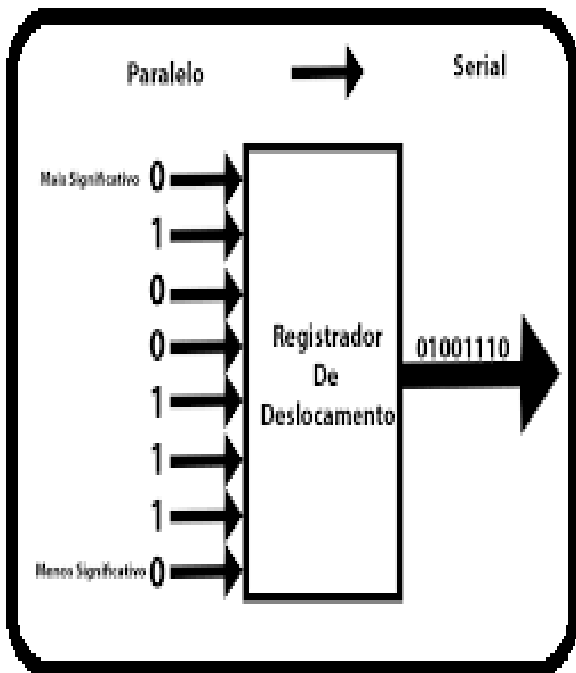 Paralelo
Serial
Mais Significativo 0
1
0
0
1
1
1
Menos Significativo 0
Registrador
De
Deslocamento
01001110